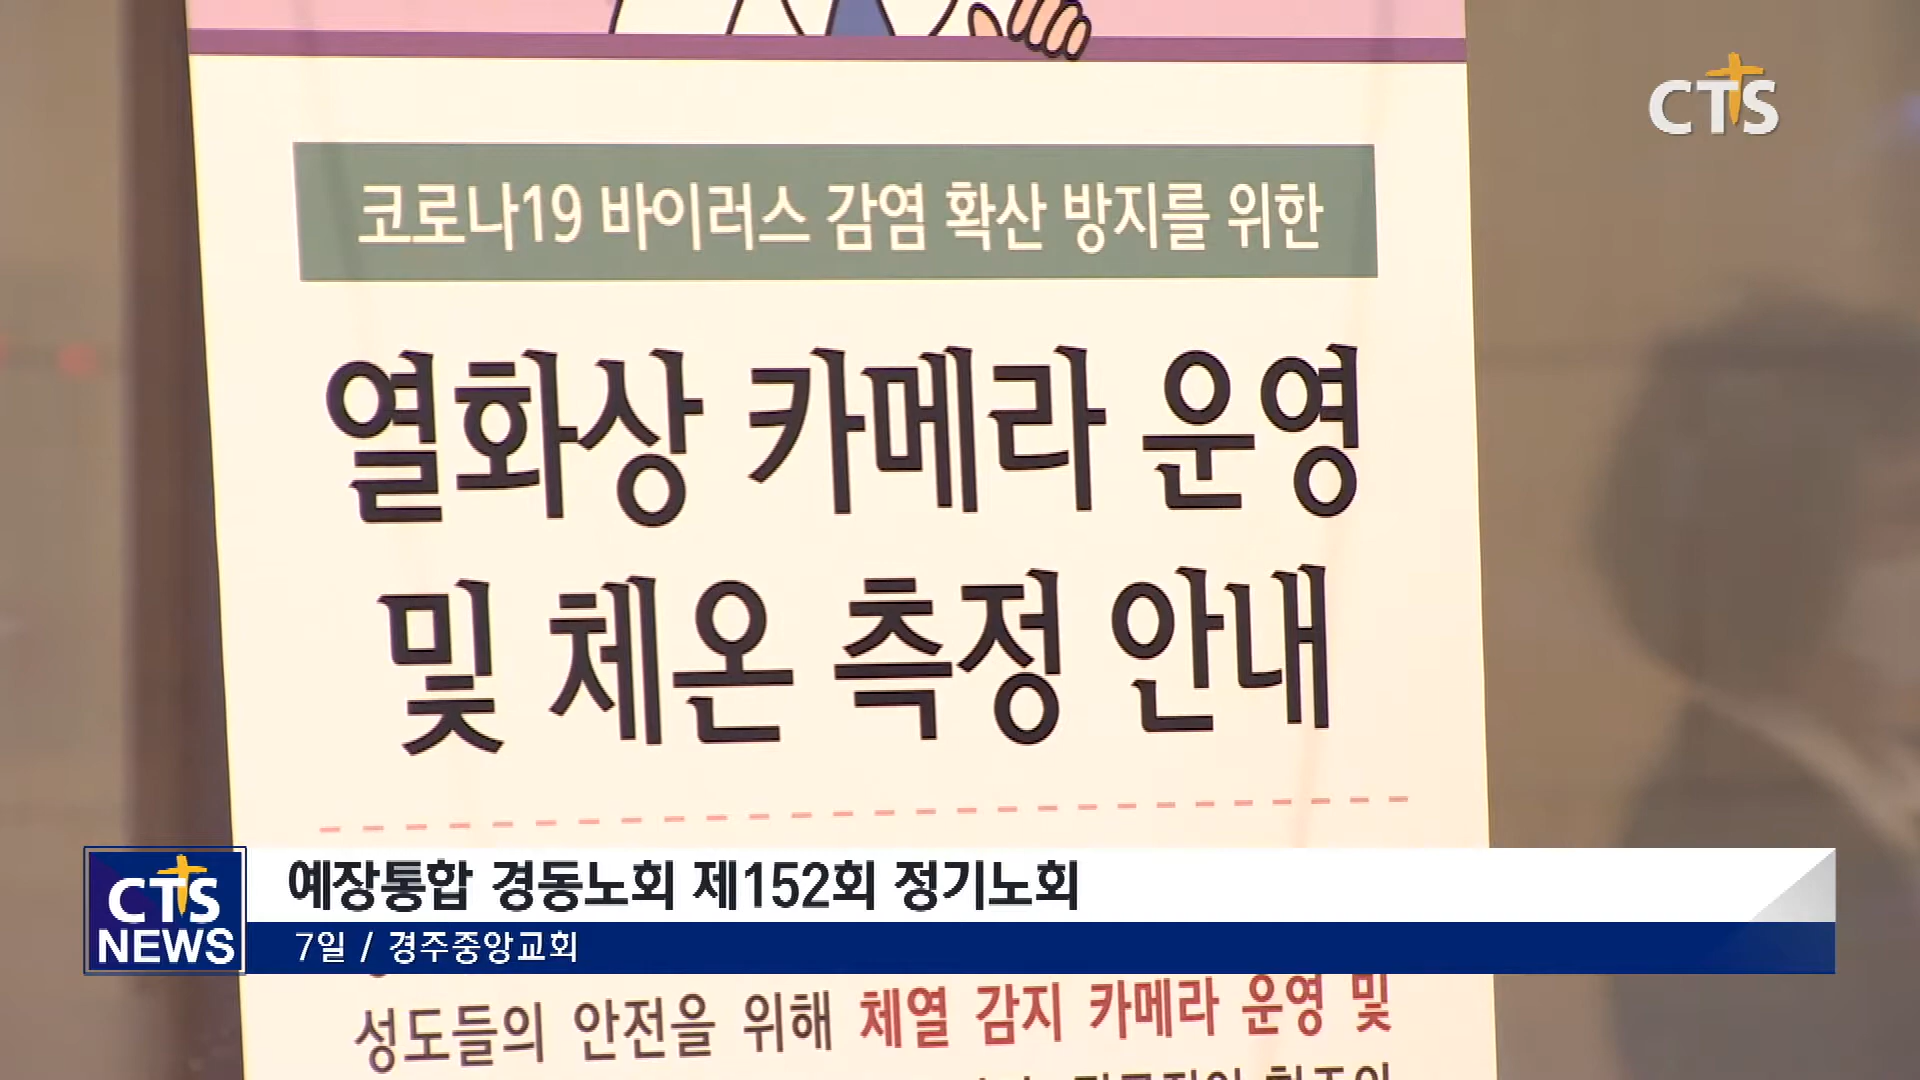 CTS
코로나19 바이러스 감염 확산 방지를 위한
열화상 카메라 운영
및 체온 측정 안내
CTS
NEWS
예장통합 경동노회 제152회 정기노회
7일 / 경주중앙교회
성도들의 안전을 위해 체열 감지 카메라 운영 및